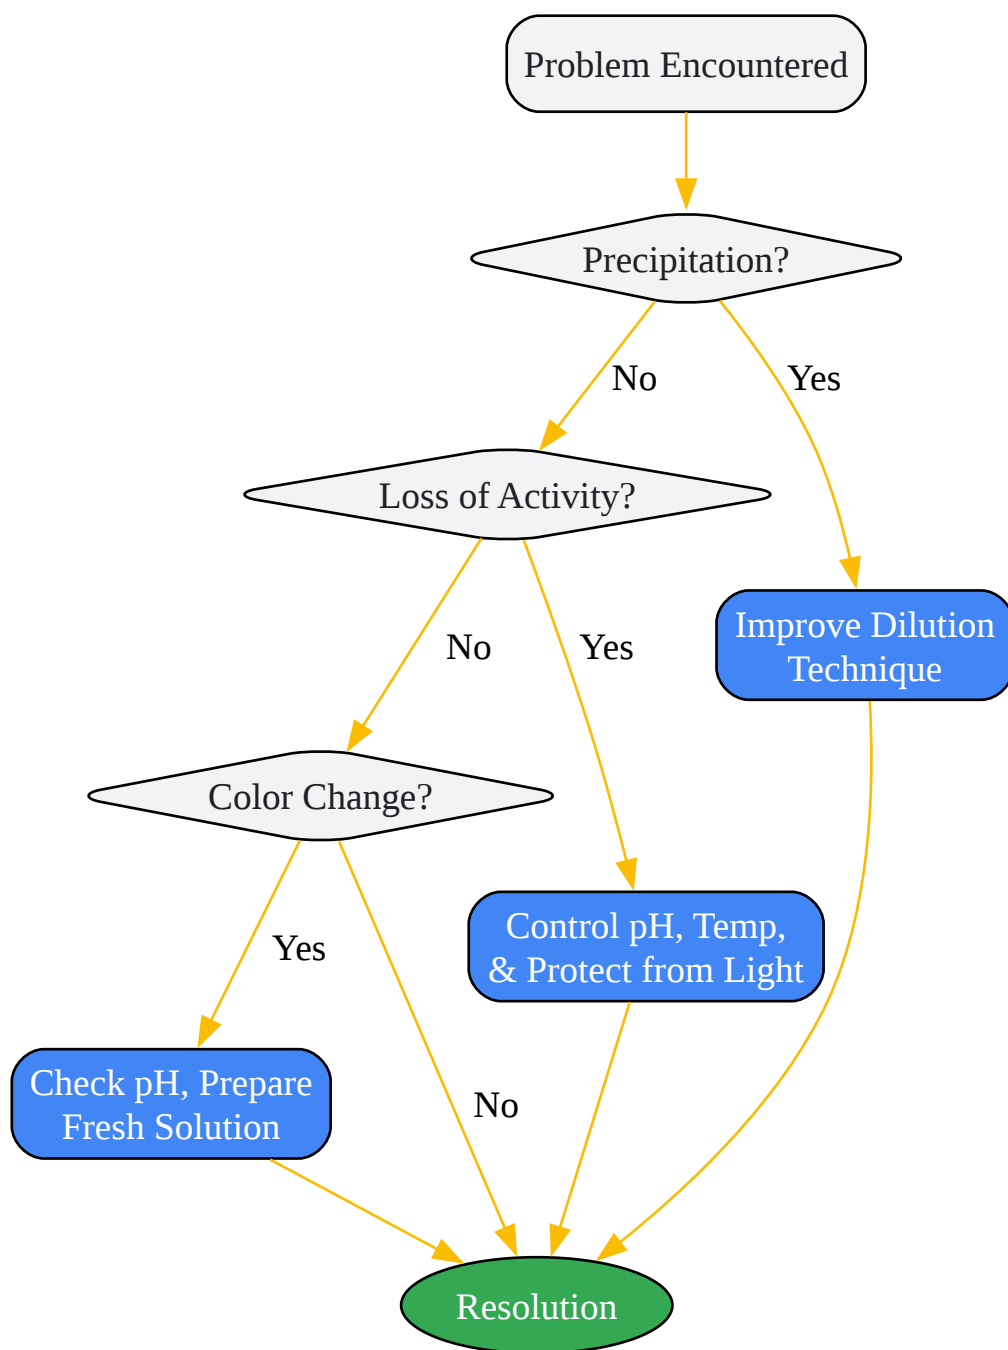 Problem Encountered
Precipitation?
No
Yes
Loss of Activity?
Improve Dilution
Technique
No
Yes
Color Change?
Control pH, Temp,
& Protect from Light
Yes
Check pH, Prepare
Fresh Solution
No
Resolution